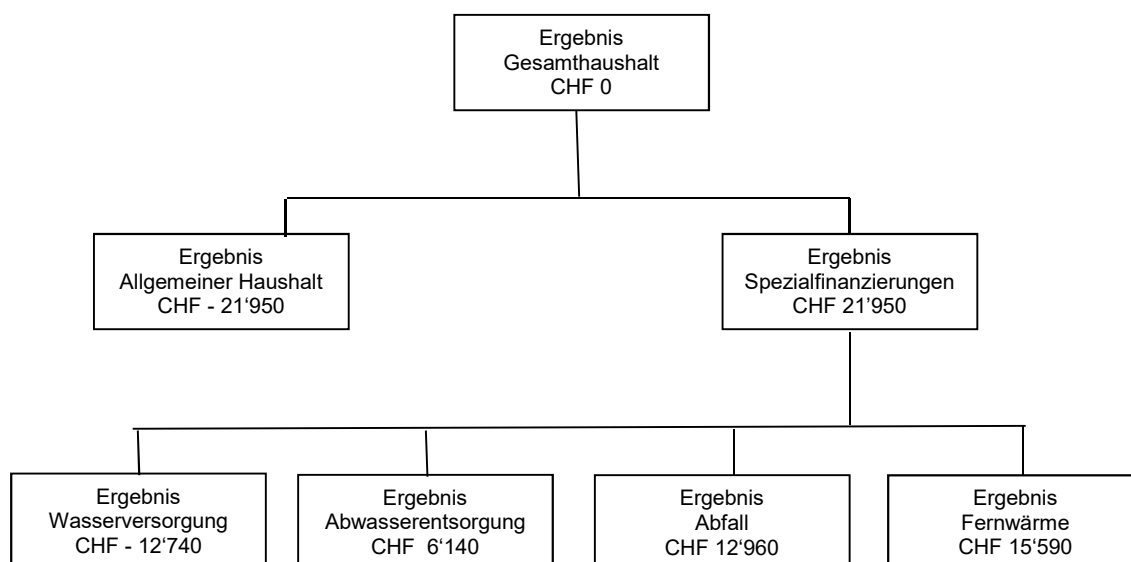 Ergebnis
Gesamthaushalt
CHF 0
Ergebnis
Allgemeiner Haushalt
CHF - 21‘950
Ergebnis
Spezialfinanzierungen
CHF 21’950
Ergebnis
Wasserversorgung
CHF - 12‘740
Ergebnis
Abwasserentsorgung
CHF 6‘140
Ergebnis
Abfall
CHF 12‘960
Ergebnis
Fernwärme
CHF 15‘590